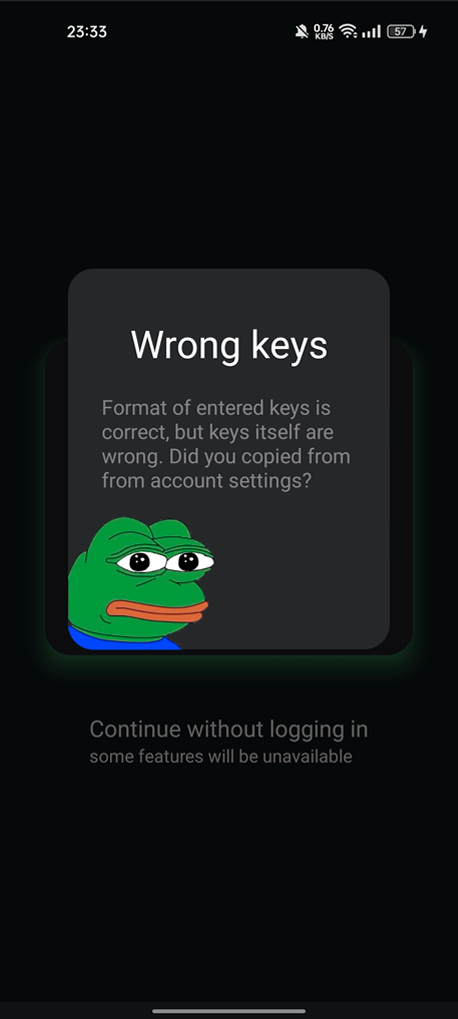 23:33
0.76
KB/S
57
Wrong keys
Format of entered keys is
correct, but keys itself are
wrong. Did you copied from
from account settings?
Continue without logging in
some features will be unavailable